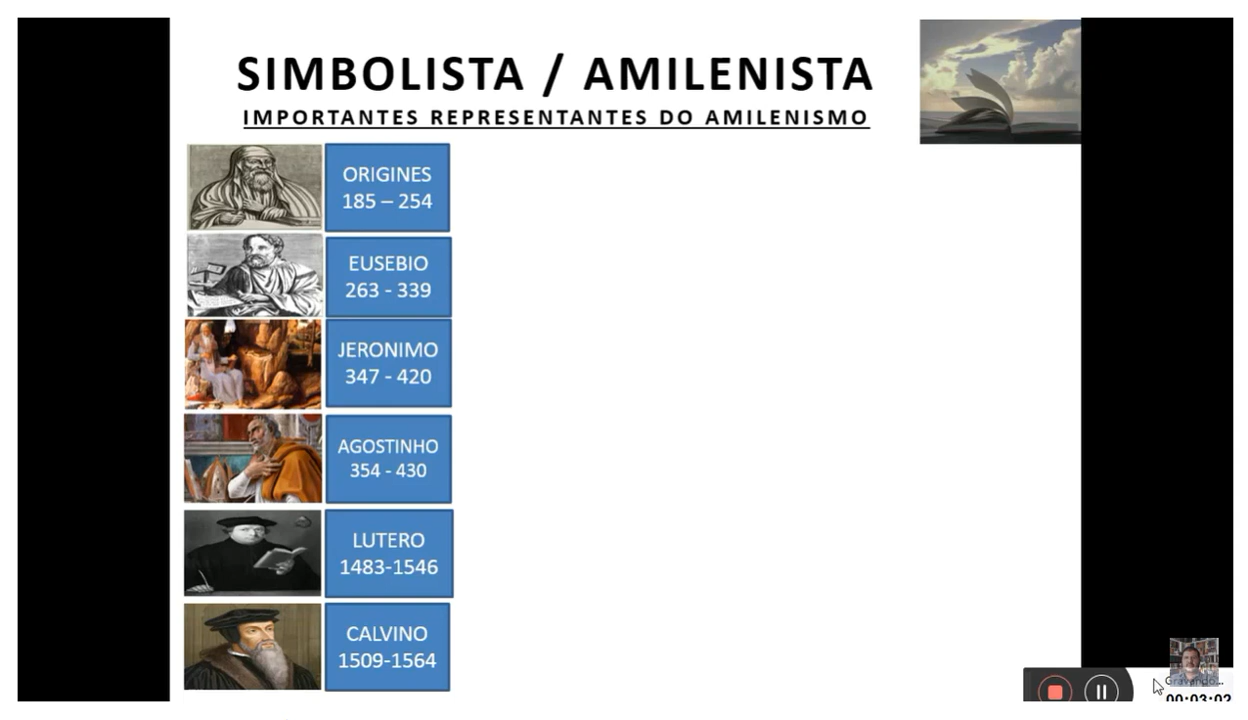 SIMBOLISTA / AMILENISTA
IMPORTANTES REPRESENTANTES DO AMILENISMO
ORIGINES
185 – 254
EUSEBIO
263 - 339
JERONIMO
347 - 420
AGOSTINHO
354 - 430
LUTERO
1483-1546
CALVINO
1509-1564
Gravando...
00:03:02